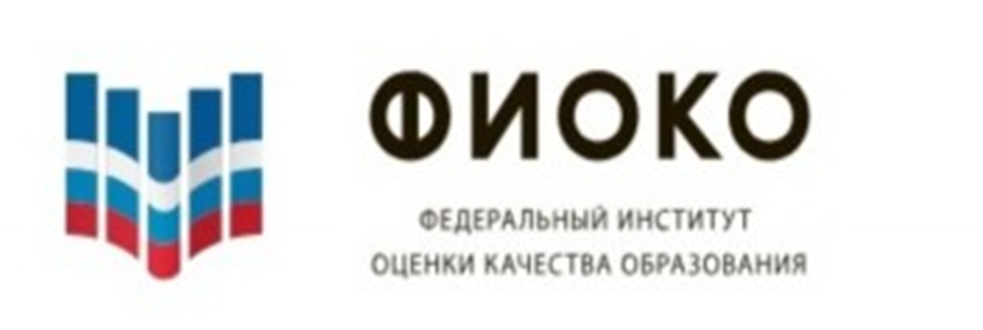 ФИОКО
ФЕДЕРАЛЬНЫЙ ИНСТИТУТ
ОЦЕНКИ КАЧЕСТВА ОБРАЗОВАНИЯ